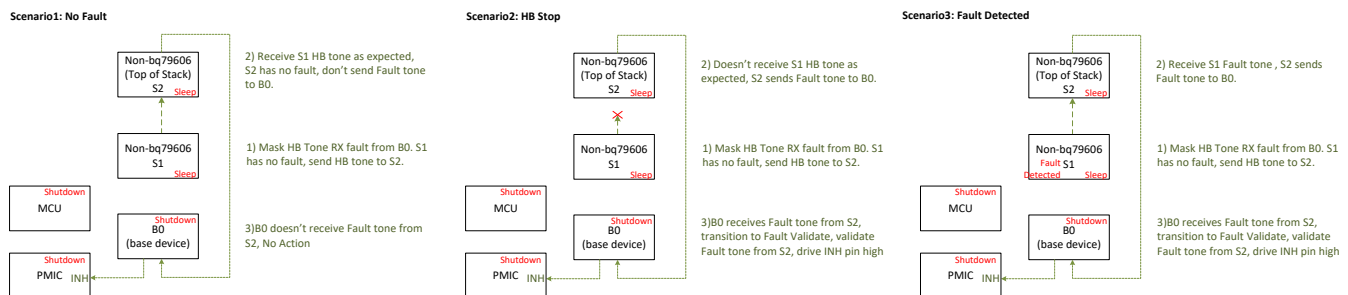 Scenario1: No Fault
Non-bq79606
(Top of Stack)
S2
Sleep
2) Receive S1 HB tone as expected,
S2 has no fault, don't send Fault tone
to B0.
Non-bq79606
S1
Sleep
1) Mask HB Tone RX fault from B0. S1
has no fault, send HB tone to S2.
Shutdown
MCU
Shutdown
B0
(base device)
3)B0 doesn't receive Fault tone from
S2, No Action
Shutdown
PMIC
INH
Scenario2: HB Stop
Non-bq79606
(Top of Stack)
S2
Sleep
2) Doesn't receive S1 HB tone as
expected, S2 sends Fault tone to B0.
Non-bq79606
S1
Sleep
1) Mask HB Tone RX fault from B0. S1
has no fault, send HB tone to S2.
Shutdown
MCU
Shutdown
B0
(base device)
3)B0 receives Fault tone from S2,
transition to Fault Validate, validate
Fault tone from S2, drive INH pin high
Shutdown
PMIC
INH
Scenario3: Fault Detected
Non-bq79606
(Top of Stack)
S2
Sleep
2) Receive S1 Fault tone , S2 sends
Fault tone to B0.
Non-bq79606
S1
Fault
Detected
Sleep
1) Mask HB Tone RX fault from B0. S1
has no fault, send HB tone to S2.
Shutdown
MCU
Shutdown
B0
(base device)
3)B0 receives Fault tone from S2,
transition to Fault Validate, validate
Fault tone from S2, drive INH pin high
Shutdown
PMIC
INH